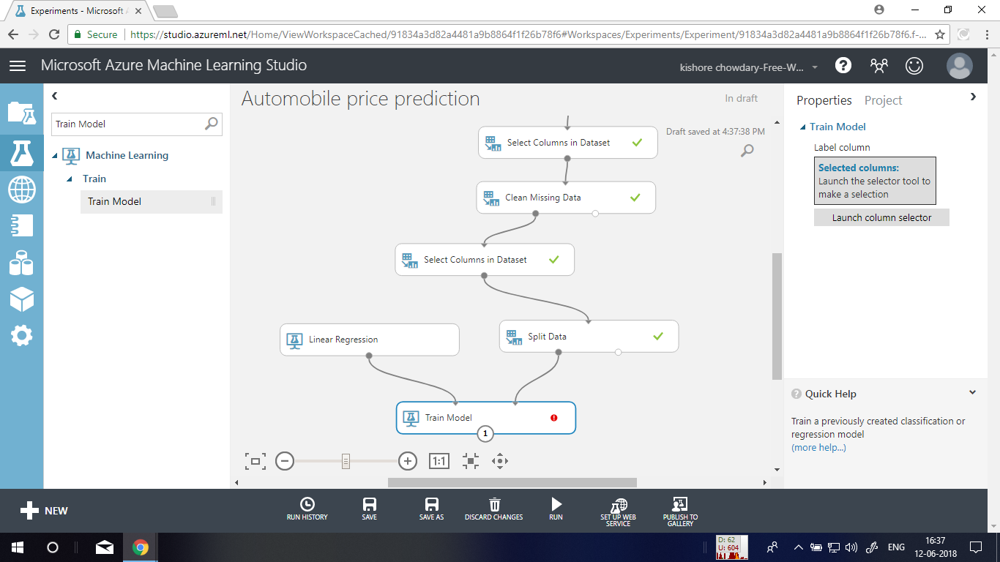 Experiments - Microsoft A
Secure
https://studio.azureml.net/Home/ViewWorkspaceCached/91834a3d82a4481a9b8864f1f26b78f6#Workspaces/Experiments/Experiment/91834a3d82a4481a9b8864f1f26b78f6.f-...
Microsoft Azure Machine Learning Studio
kishore chowdary-Free-W...
?
Train Model
Machine Learning
Train
Train Model
Automobile price prediction
In draft
Draft saved at 4:37:38 PM
Select Columns in Dataset
Clean Missing Data
Select Columns in Dataset
Linear Regression
Split Data
Train Model
1
1:1
Properties
Project
Train Model
Label column
Selected columns:
Launch the selector tool to
make a selection
Launch column selector
? Quick Help
Train a previously created classification or
regression model
(more help...)
NEW
RUN HISTORY
SAVE
SAVE AS
DISCARD CHANGES
RUN
SET UP WEB
SERVICE
PUBLISH TO
GALLERY
D: 62
U: 604
ENG
16:37
12-06-2018